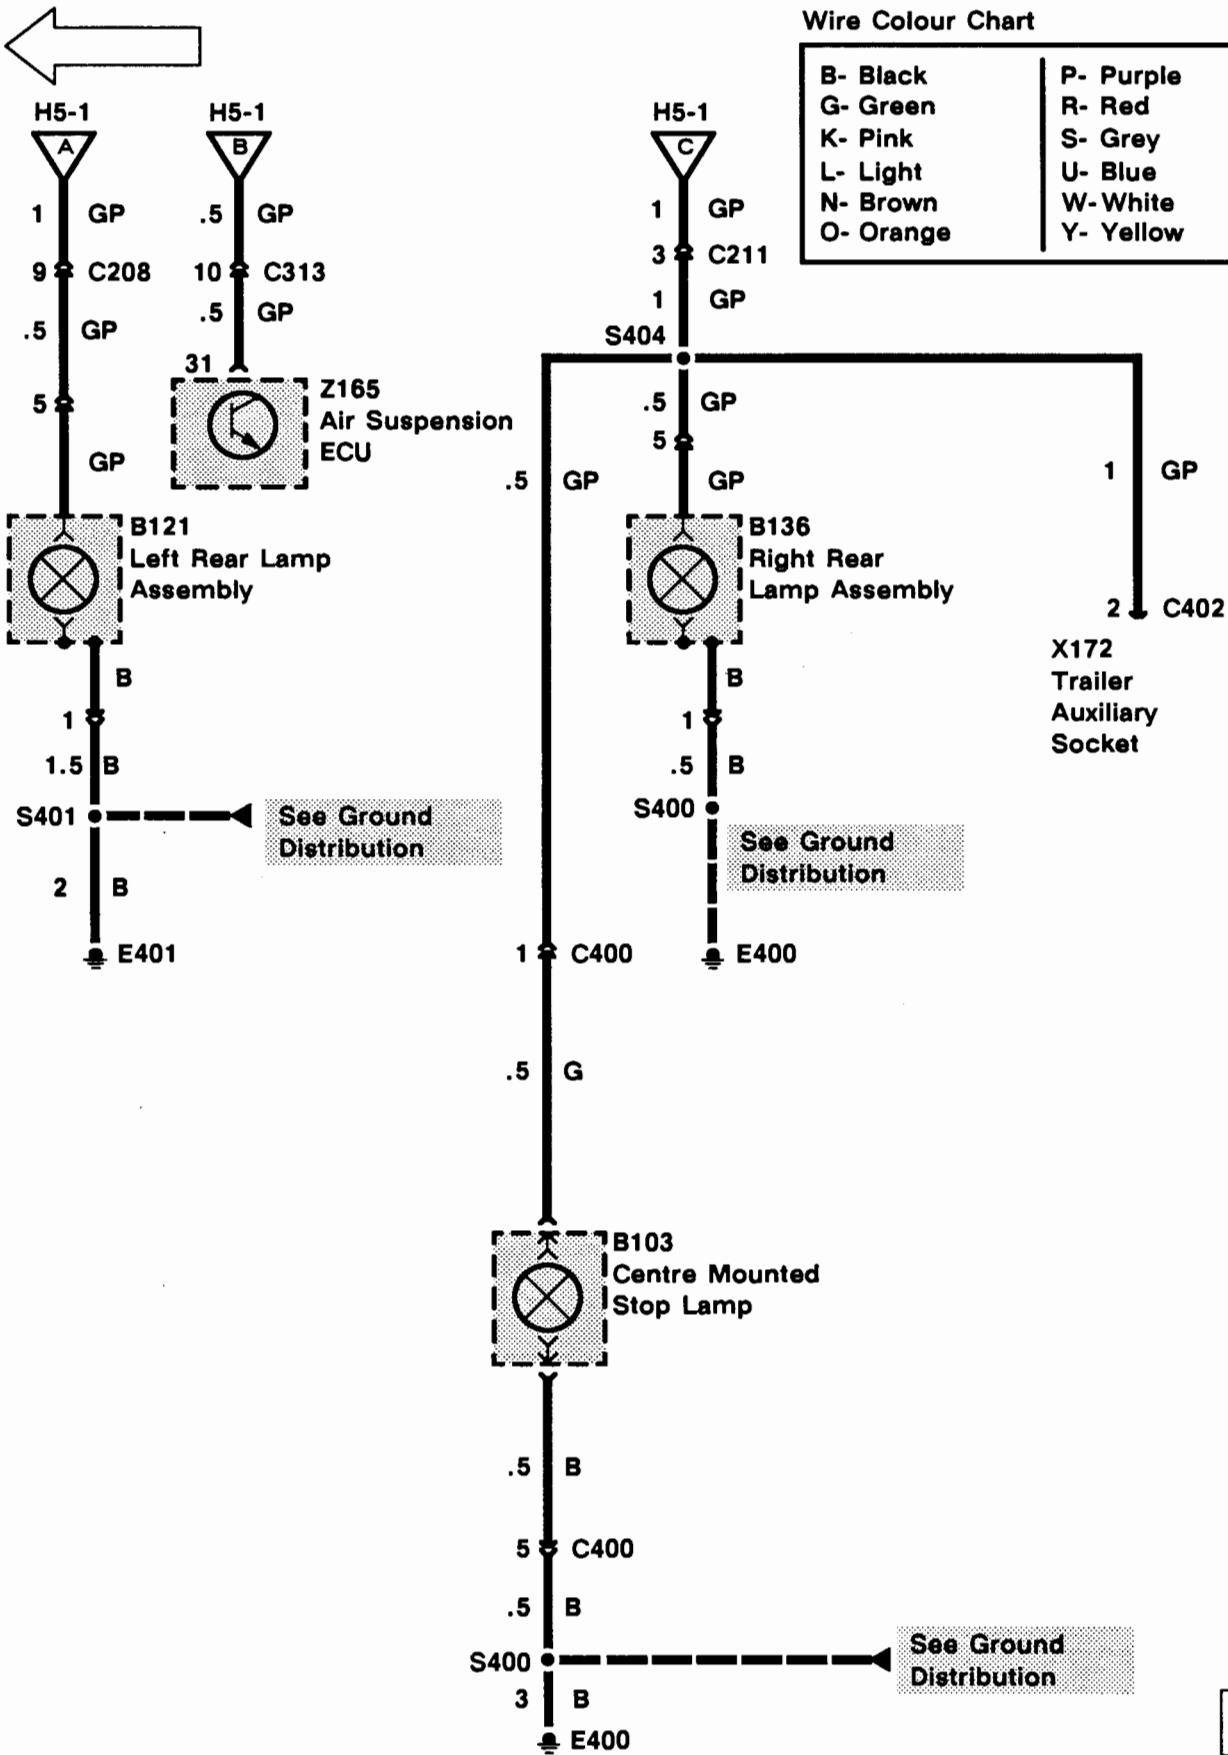 Wire Colour Chart
B- Black
G- Green
K- Pink
L- Light
N- Brown
O- Orange
P- Purple
R- Red
S- Grey
U- Blue
W- White
Y- Yellow
H5-1
A
1 GP
9 C208
.5 GP
5
GP
B121
Left Rear Lamp
Assembly
B
1
1.5 B
S401
See Ground
Distribution
2 B
E401
H5-1
B
.5 GP
10 C313
.5 GP
31
Z165
Air Suspension
ECU
H5-1
C
1 GP
3 C211
1 GP
S404
.5 GP
5
GP
B136
Right Rear
Lamp Assembly
B
1
.5 B
S400
See Ground
Distribution
E400
1 GP
2 C402
X172
Trailer
Auxiliary
Socket
.5 GP
1 C400
.5 G
B103
Centre Mounted
Stop Lamp
.5 B
5 C400
.5 B
S400
See Ground
Distribution
3 B
E400